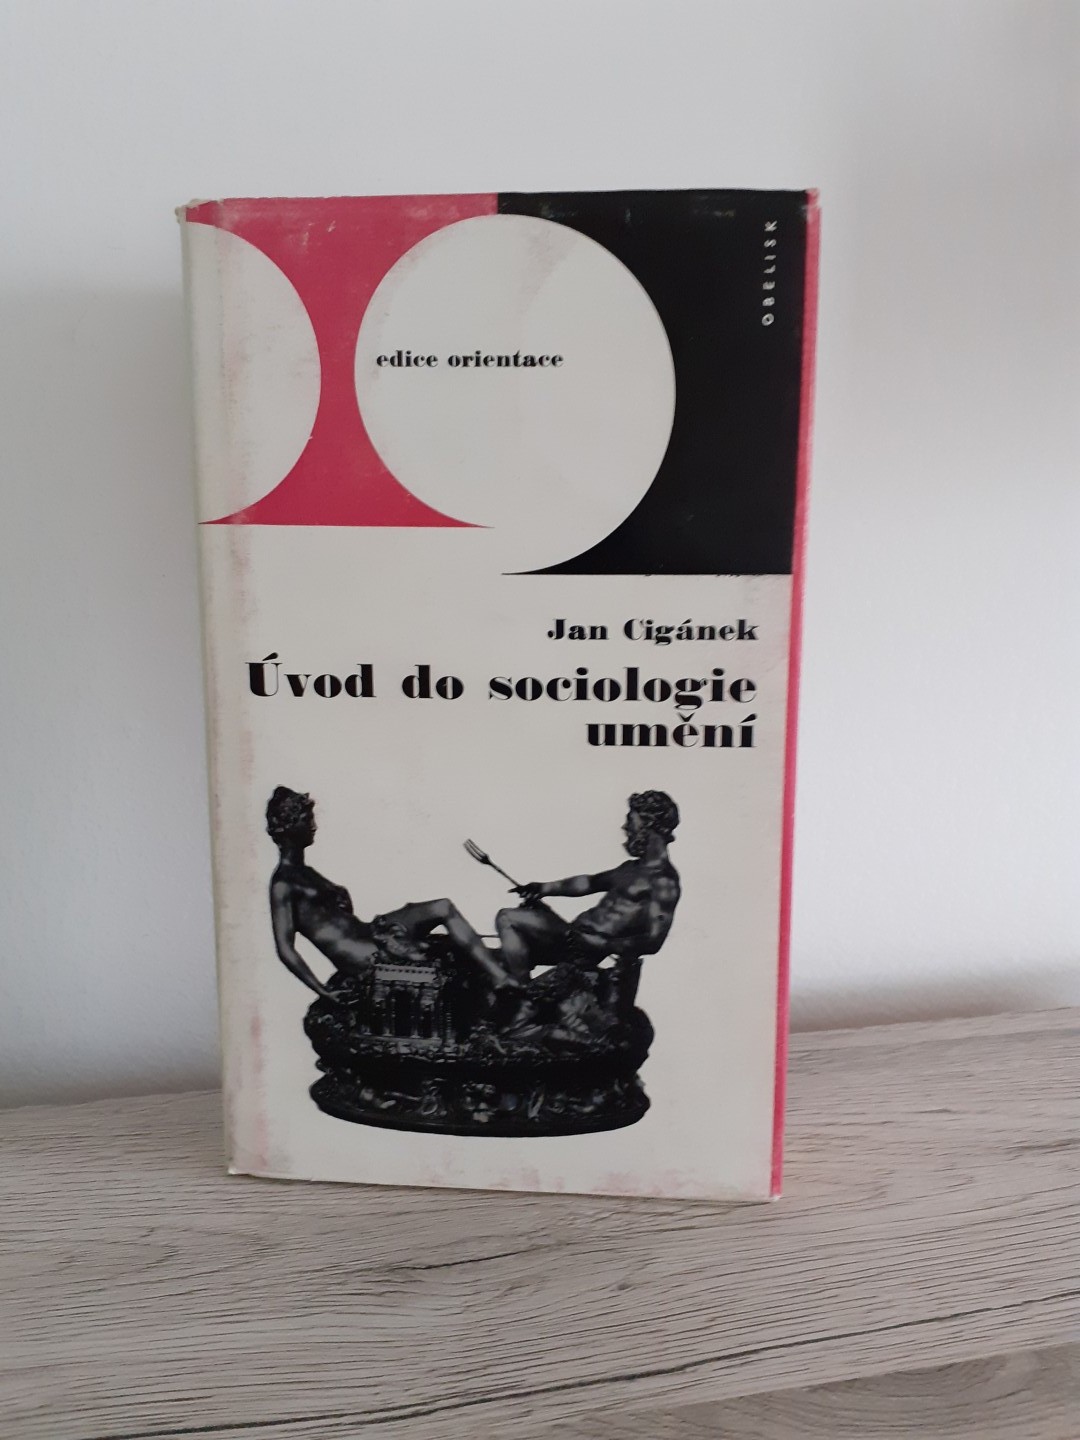 OBELISK
edice orientace
Jan Cigánek
Úvod do sociologie
umění